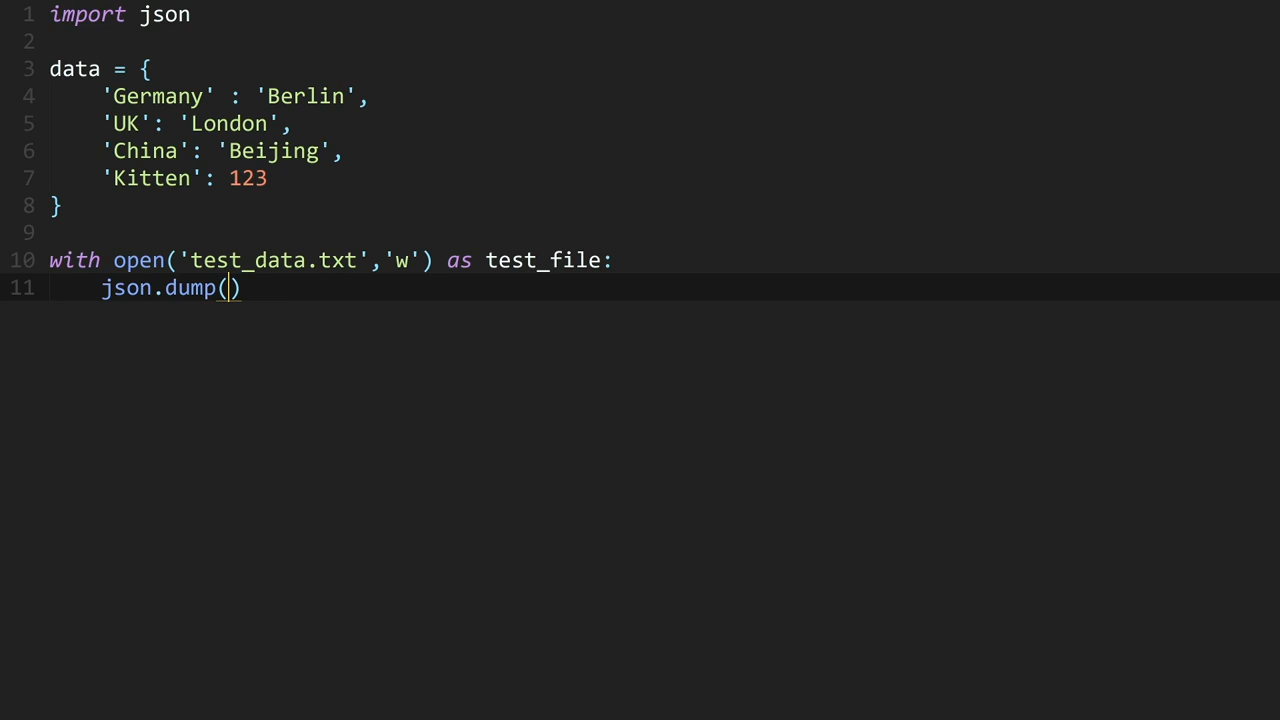 1 import json
2
3 data = {
4     'Germany' : 'Berlin',
5     'UK': 'London',
6     'China': 'Beijing',
7     'Kitten': 123
8 }
9
10 with open('test_data.txt','w') as test_file:
11     json.dump()